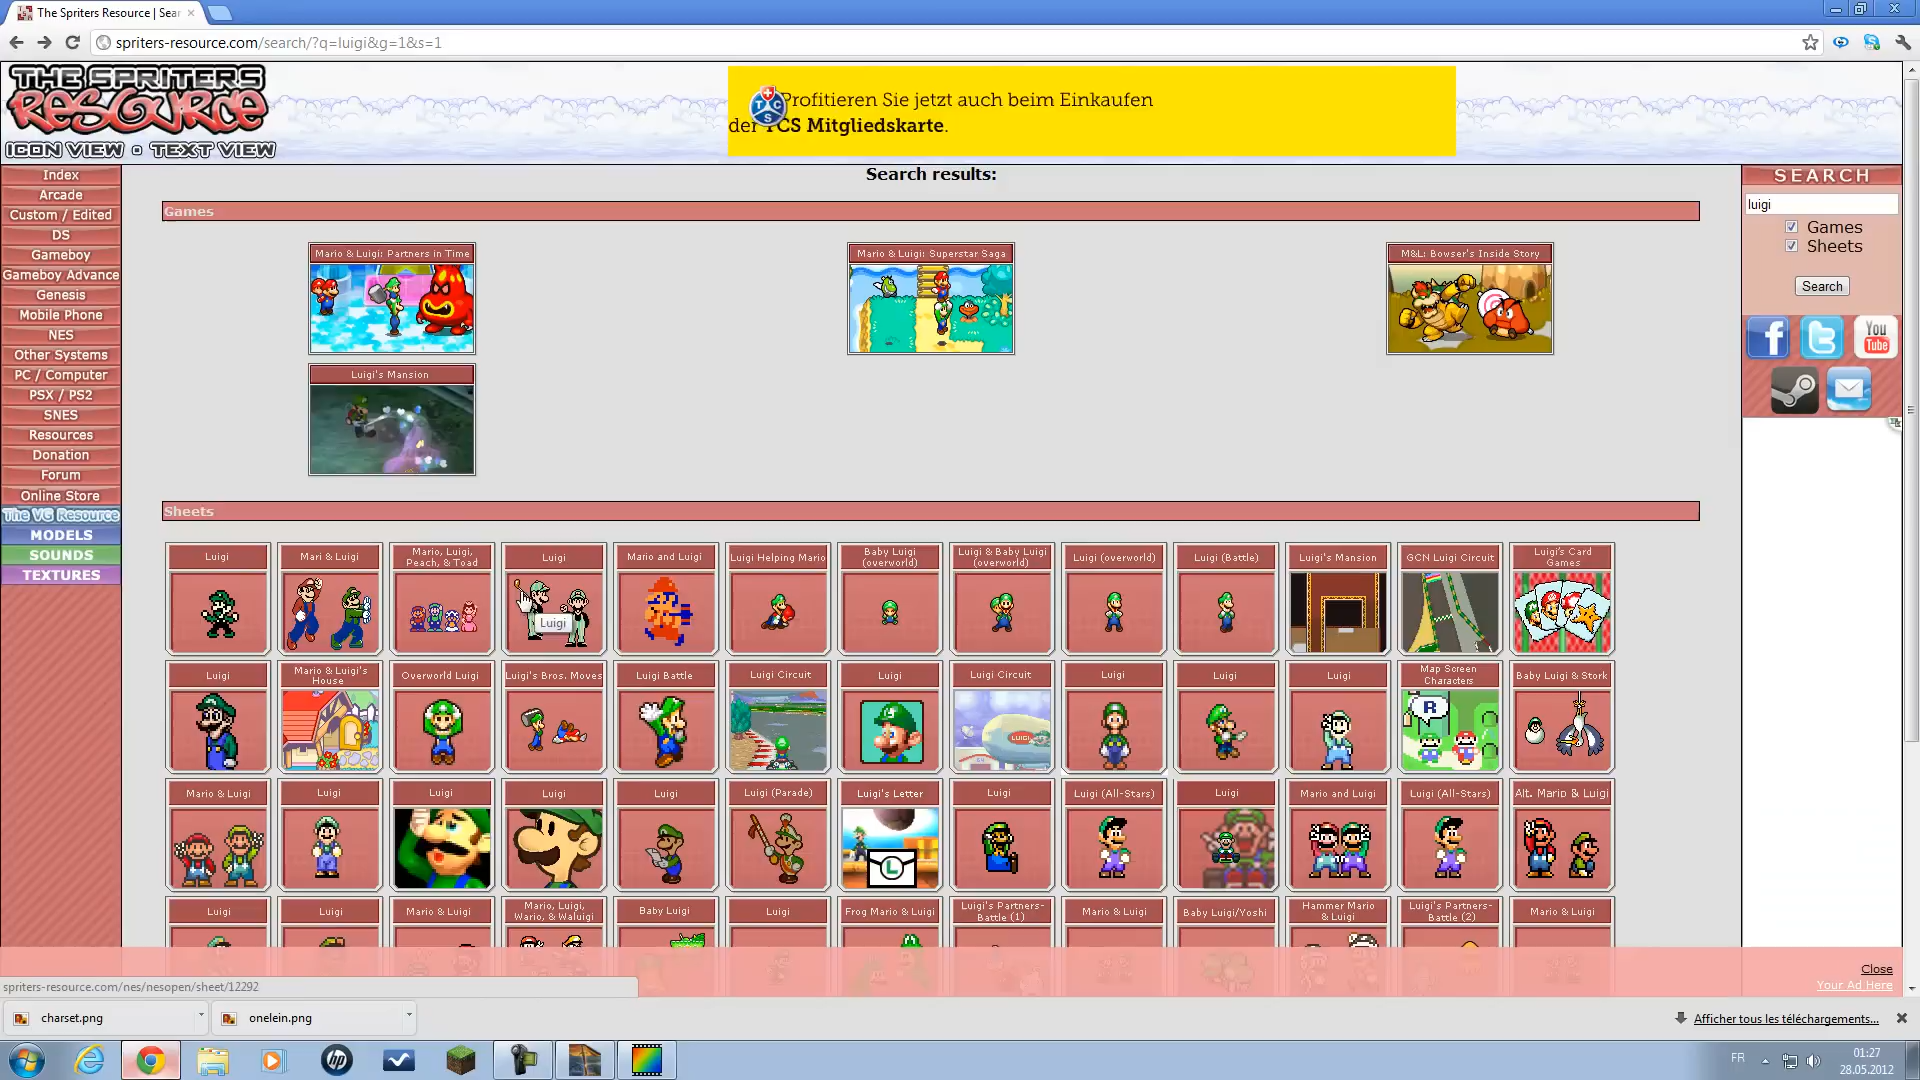 The Spriters Resource | Sear
spriters-resource.com/search/?q=luigi&g=1&s=1
THE SPRITERS
RESOURCE
ICON VIEW TEXT VIEW
Profitieren Sie jetzt auch beim Einkaufen
der TCS Mitgliedskarte.
TCS
Index
Arcade
Custom / Edited
DS
Gameboy
Gameboy Advance
Genesis
Mobile Phone
NES
Other Systems
PC / Computer
PSX / PS2
SNES
Resources
Donation
Forum
Online Store
The VG Resource
MODELS
SOUNDS
TEXTURES
Search results:
Games
Mario & Luigi: Partners in Time
Mario & Luigi: Superstar Saga
M&L: Bowser's Inside Story
Luigi's Mansion
Sheets
Luigi
Mari & Luigi
Mario, Luigi,
Peach, & Toad
Luigi
Mario and Luigi
Luigi Helping Mario
Baby Luigi
(overworld)
Luigi & Baby Luigi
(overworld)
Luigi (overworld)
Luigi (Battle)
Luigi's Mansion
GCN Luigi Circuit
Luigi's Card
Games
Luigi
Luigi
Mario & Luigi's
House
Overworld Luigi
Luigi's Bros. Moves
Luigi Battle
Luigi Circuit
Luigi
Luigi Circuit
LUIGI
Luigi
Luigi
Luigi
Map Screen
Characters
R
Baby Luigi & Stork
Mario & Luigi
Luigi
Luigi
Luigi
Luigi
Luigi (Parade)
Luigi's Letter
L
Luigi
Luigi (All-Stars)
Luigi
Mario and Luigi
Luigi (All-Stars)
Alt. Mario & Luigi
Luigi
Luigi
Mario & Luigi
Mario, Luigi,
Wario, & Waluigi
Baby Luigi
Luigi
Frog Mario & Luigi
Luigi's Partners-
Battle (1)
Mario & Luigi
Baby Luigi/Yoshi
Hammer Mario
& Luigi
Luigi's Partners-
Battle (2)
Mario & Luigi
SEARCH
luigi
Games
Sheets
Search
You
Tube
Close
Your Ad Here
spriters-resource.com/nes/nesopen/sheet/12292
charset.png
onelein.png
Afficher tous les téléchargements...
hp
FR
01:27
28.05.2012